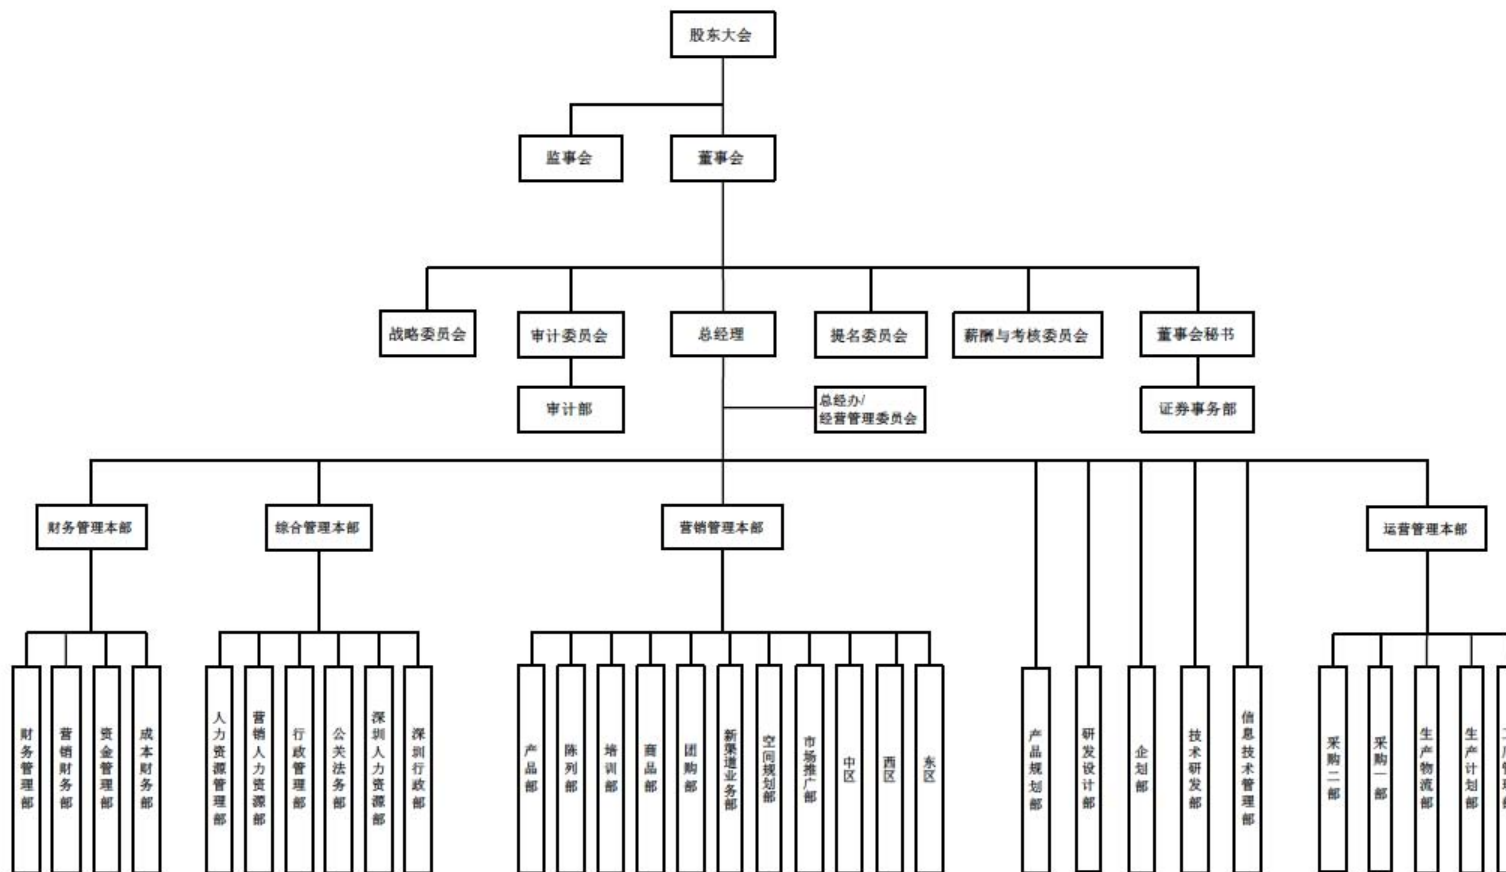 股东大会
监事会
董事会
战略委员会
审计委员会
总经理
提名委员会
薪酬与考核委员会
董事会秘书
审计部
总经办/
经营管理委员会
证券事务部
财务管理本部
综合管理本部
营销管理本部
运营管理本部
财务管理部
营销财务部
资金管理部
成本财务部
人力资源管理部
营销人力资源部
行政管理部
公关法务部
深圳人力资源部
深圳行政部
产品部
陈列部
培训部
商品部
团购部
新渠道业务部
空间规划部
市场推广部
中区
西区
东区
产品规划部
研发设计部
企划部
技术研发部
信息技术管理部
采购二部
采购一部
生产物流部
生产计划部